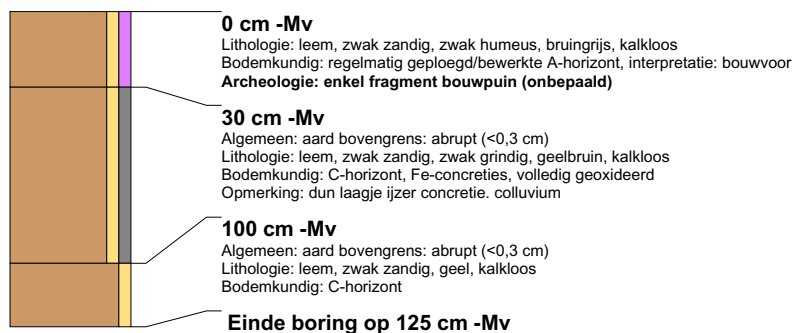 0 cm -Mv
Lithologie: leem, zwak zandig, zwak humeus, bruingrijs, kalkloos
Bodemkundig: regelmatig geploegd/bewerkte A-horizont, interpretatie: bouwvoor
Archeologie: enkel fragment bouwpuin (onbepaald)
30 cm -Mv
Algemeen: aard bovengrens: abrupt (<0,3 cm)
Lithologie: leem, zwak zandig, zwak grindig, geelbruin, kalkloos
Bodemkundig: C-horizont, Fe-concreties, volledig geoxideerd
Opmerking: dun laagje ijzer concretie. colluvium
100 cm -Mv
Algemeen: aard bovengrens: abrupt (<0,3 cm)
Lithologie: leem, zwak zandig, geel, kalkloos
Bodemkundig: C-horizont
Einde boring op 125 cm -Mv